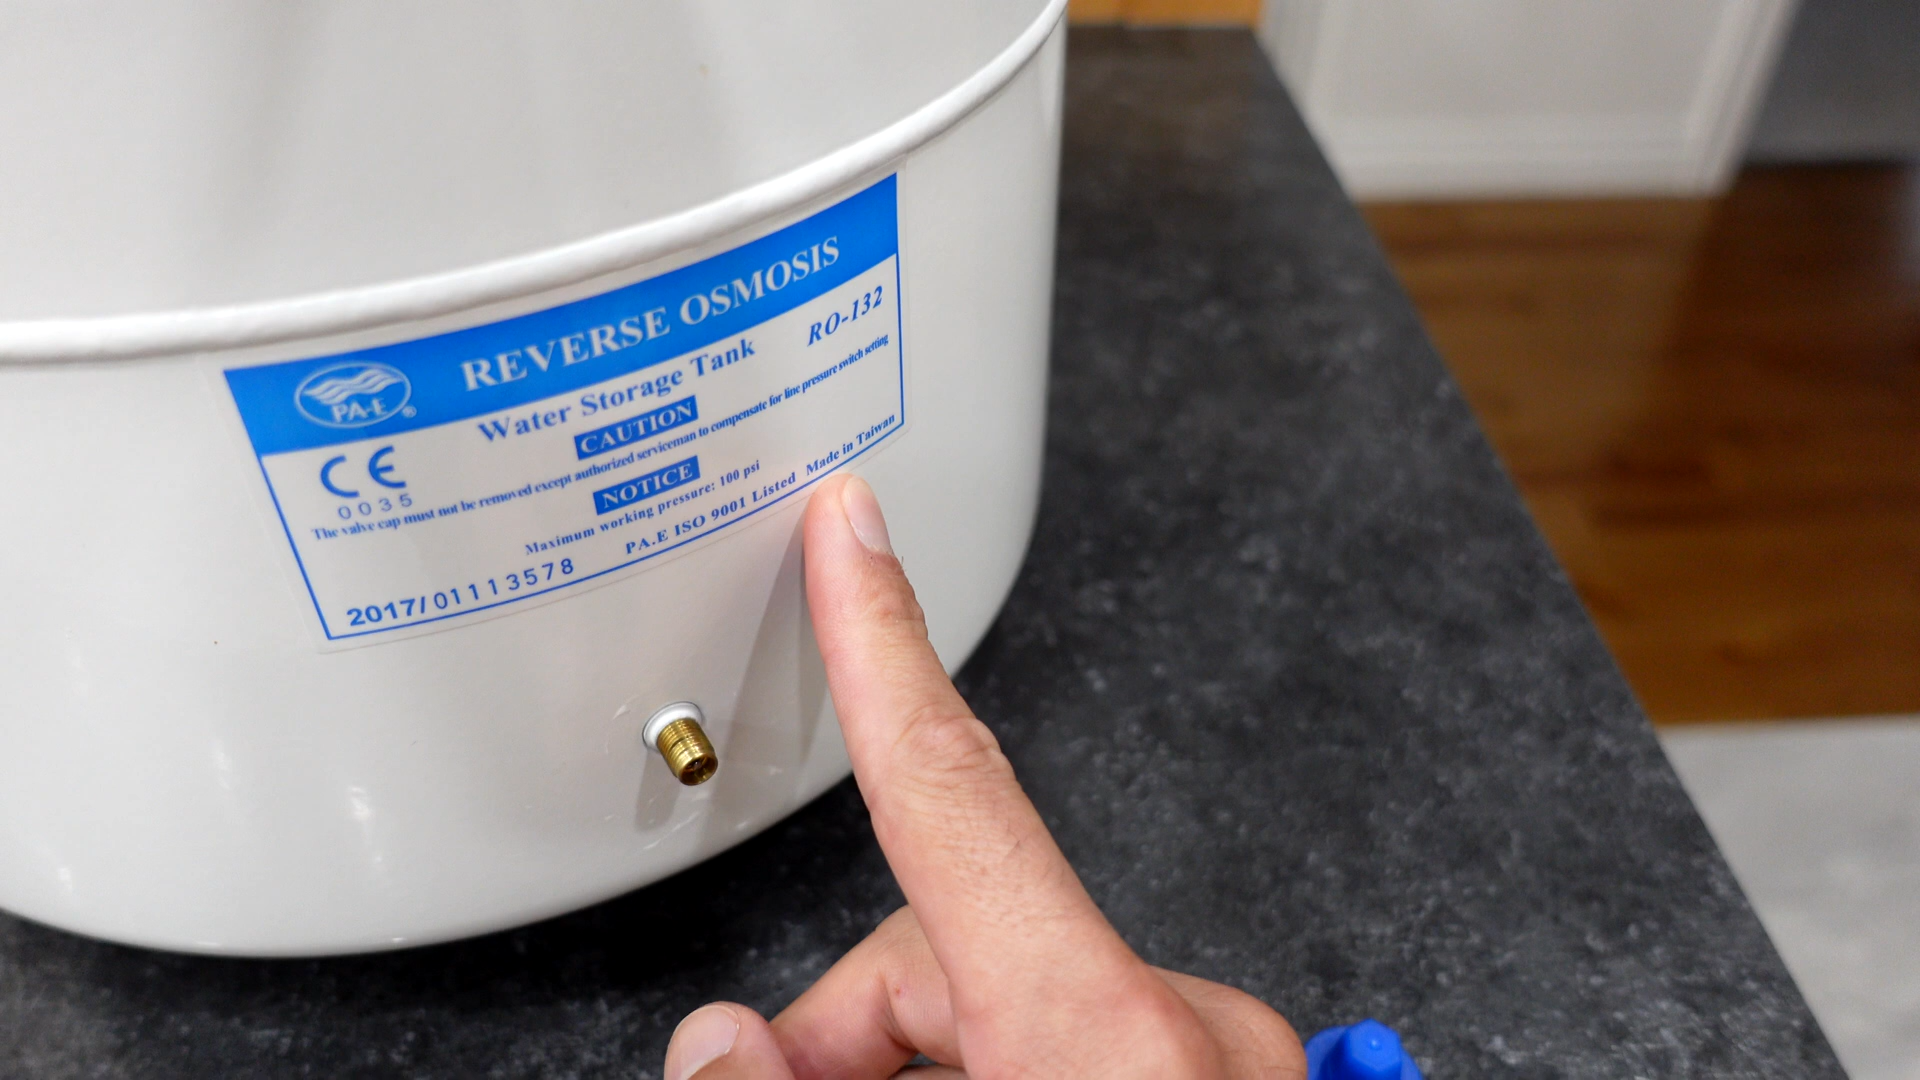 PA-E®
REVERSE OSMOSIS
Water Storage Tank
RO-132
CE
0035
CAUTION
The valve cap must not be removed except authorized serviceman to compensate for line pressure switch setting
NOTICE
Maximum working pressure: 100 psi
2017/01113578
PA.E ISO 9001 Listed
Made in Taiwan